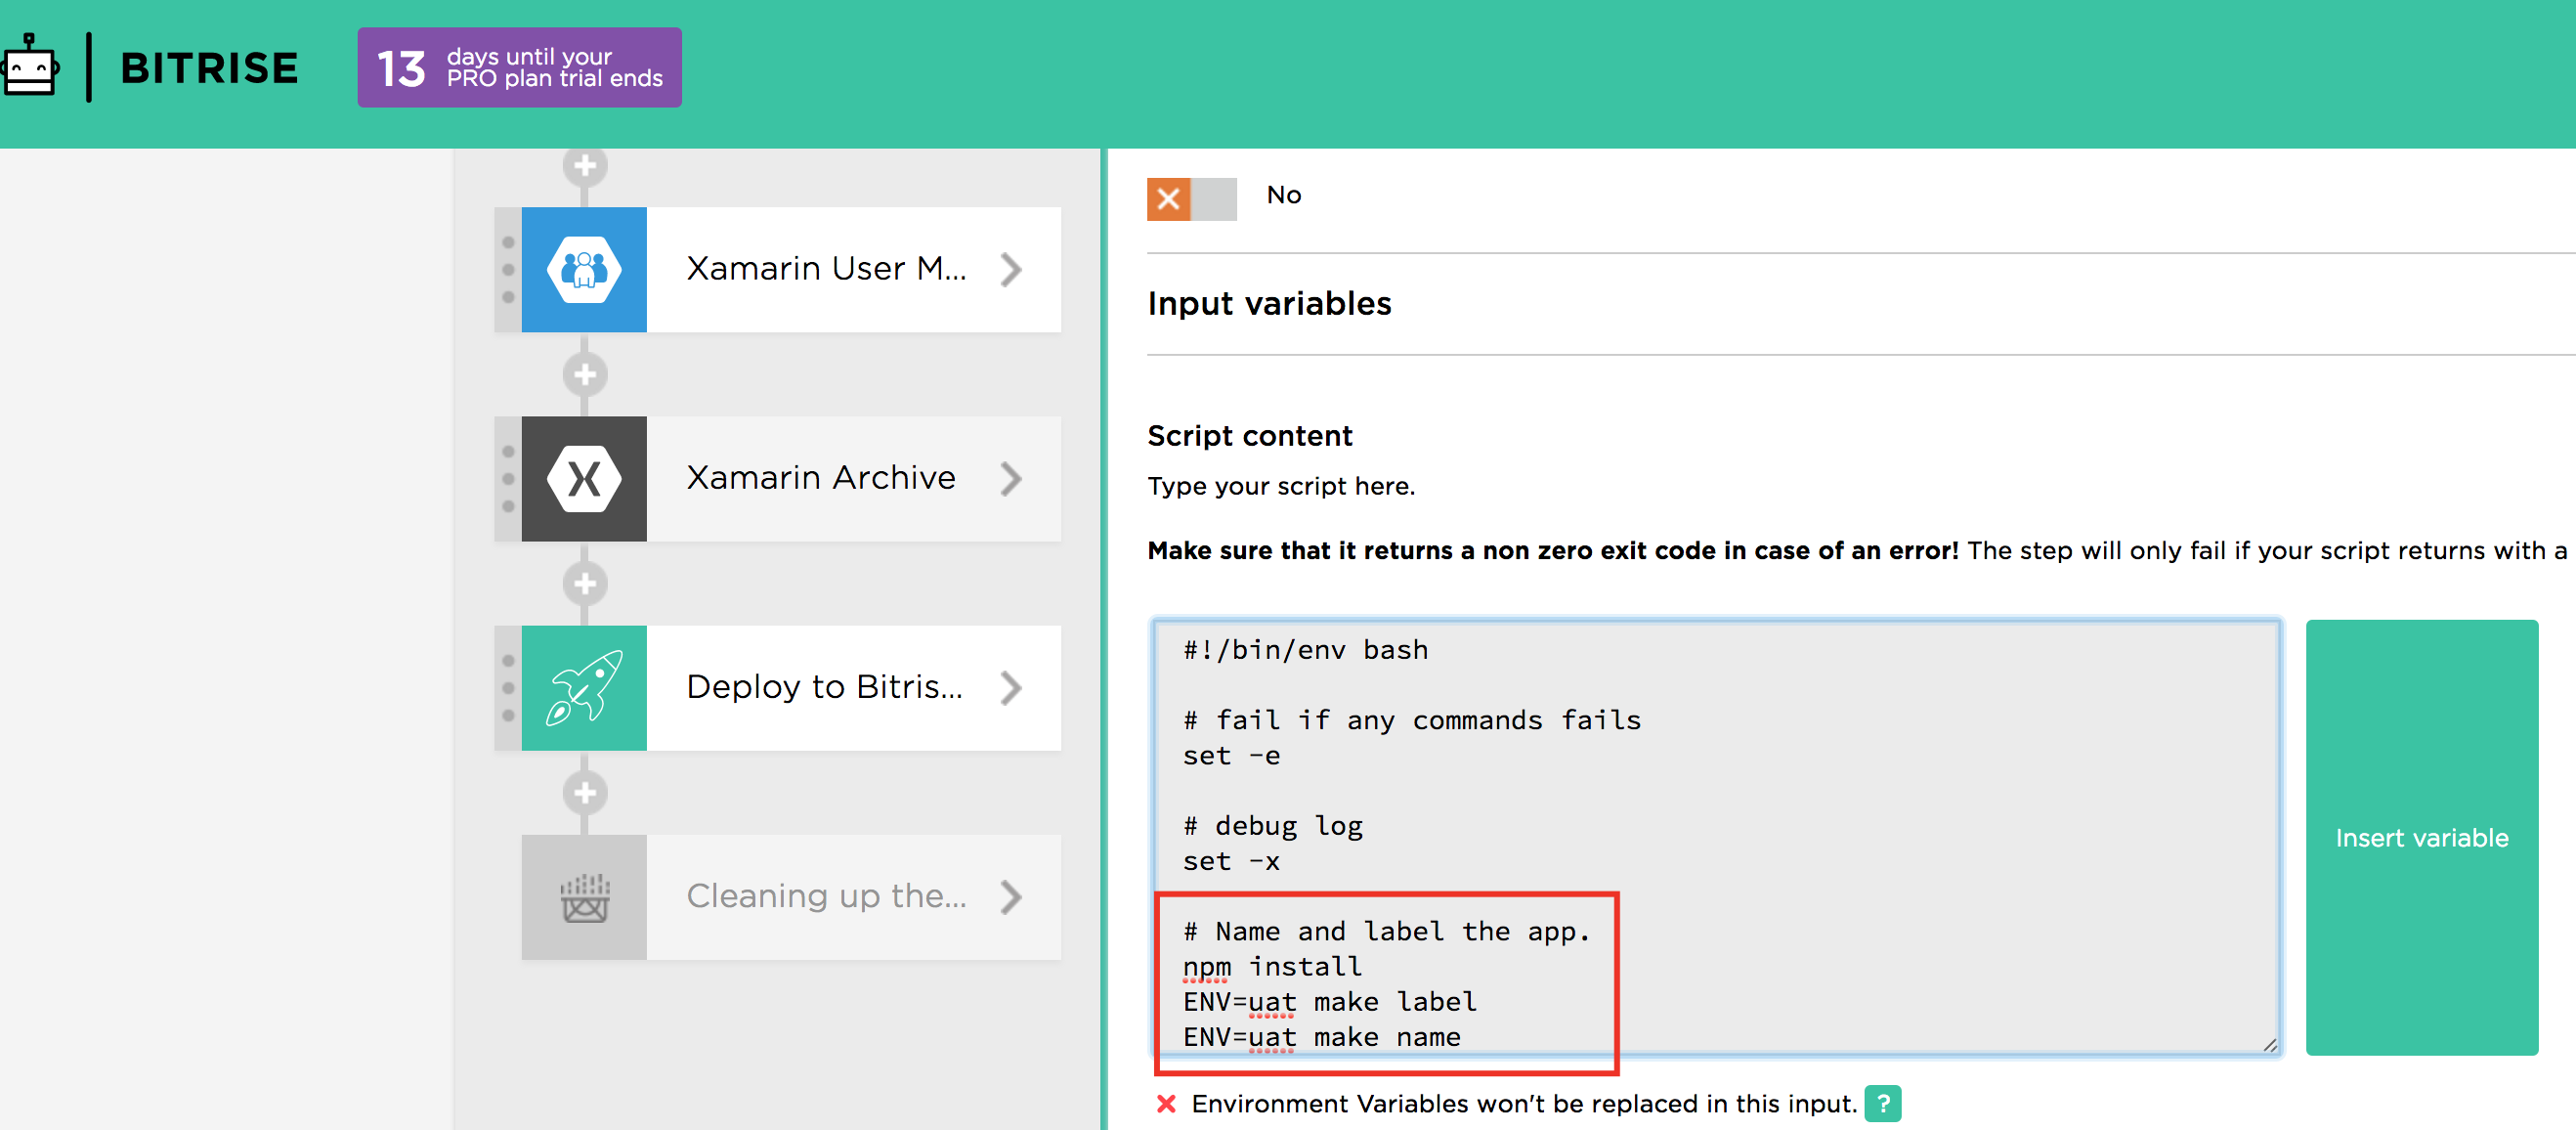 BITRISE
13
days until your
PRO plan trial ends
Xamarin User M...
Xamarin Archive
Deploy to Bitris...
Cleaning up the...
No
Input variables
Script content
Type your script here.
Make sure that it returns a non zero exit code in case of an error! The step will only fail if your script returns with a
#!/bin/env bash
# fail if any commands fails
set -e
# debug log
set -x
# Name and label the app.
npm install
ENV=uat make label
ENV=uat make name
Insert variable
Environment Variables won't be replaced in this input. ?